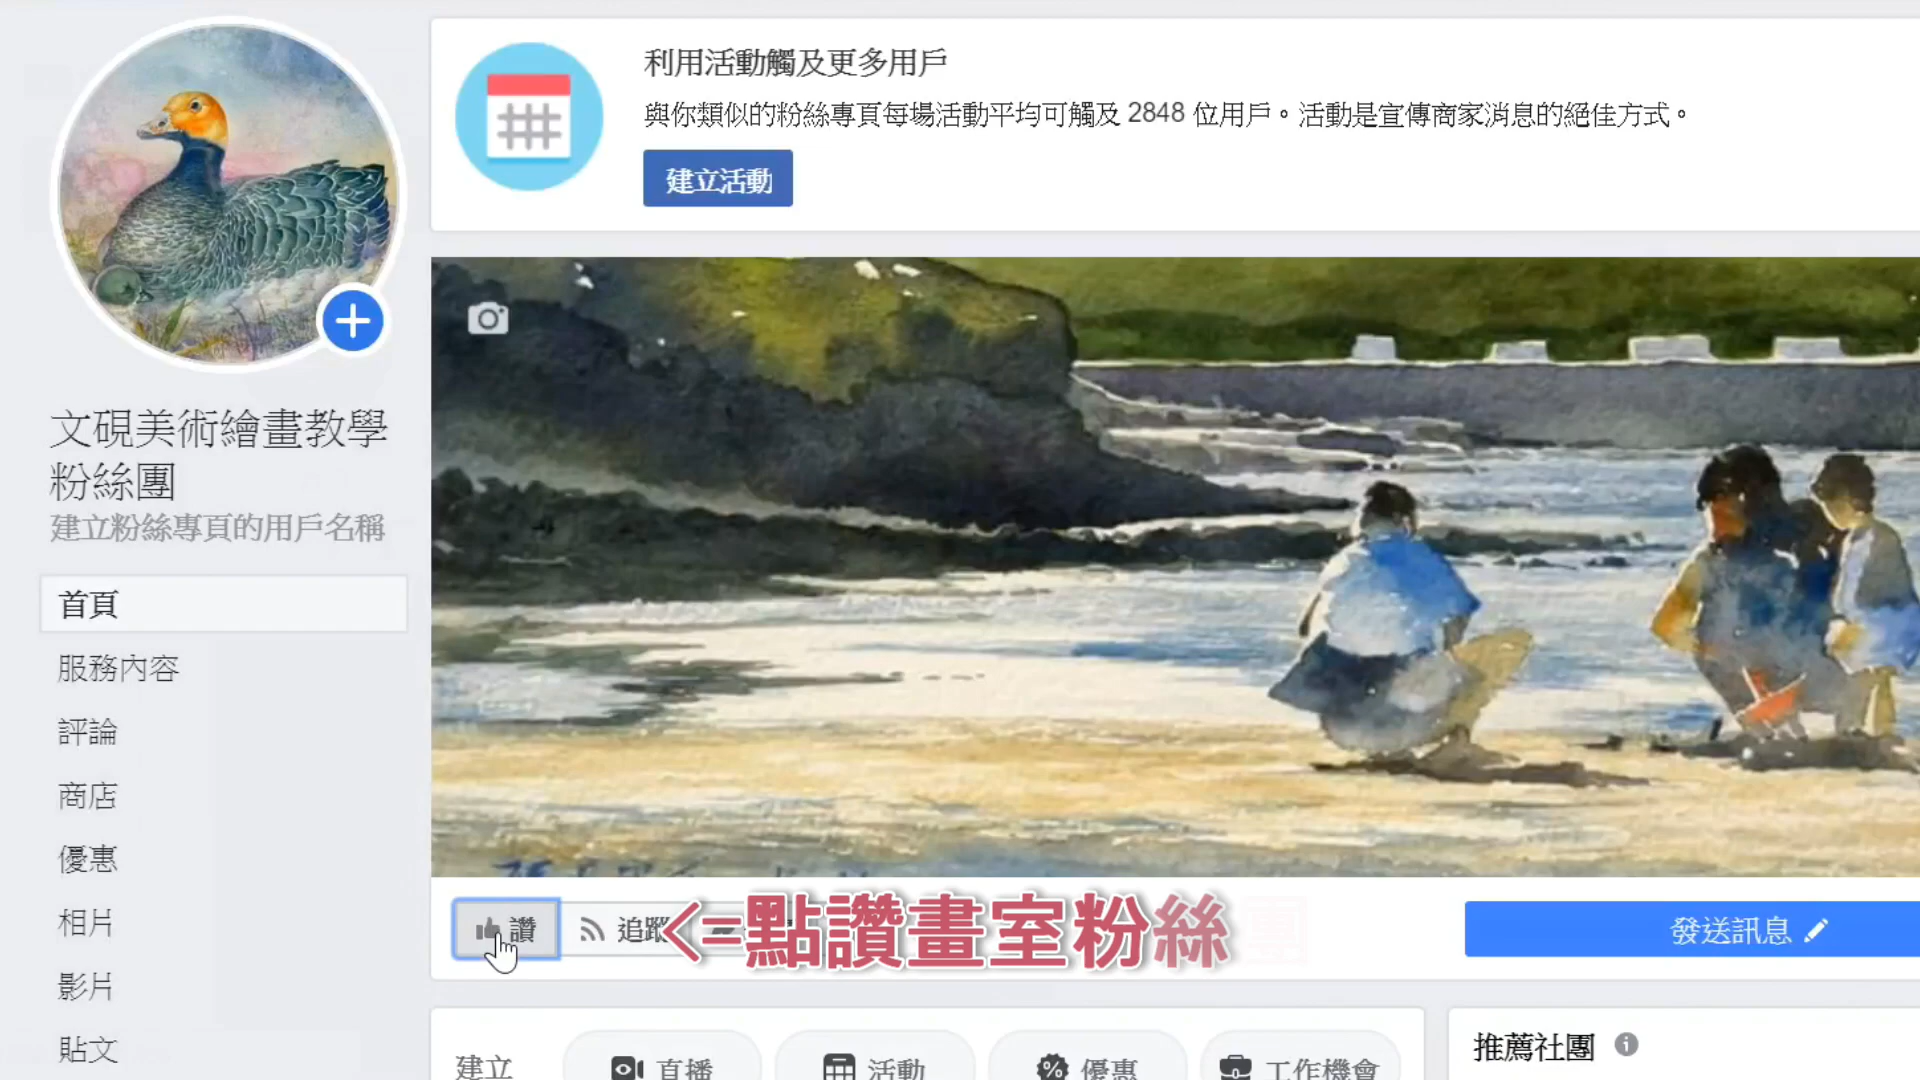 利用活動觸及更多用戶
與你類似的粉絲專頁每場活動平均可觸及 2848 位用戶。活動是宣傳商家消息的絕佳方式。
建立活動
文硯美術繪畫教學
粉絲團
建立粉絲專頁的用戶名稱
首頁
服務內容
評論
商店
優惠
相片
影片
貼文
讚
追蹤
<=點讚畫室粉絲
發送訊息
建立
直播
活動
優惠
工作機會
推薦社團